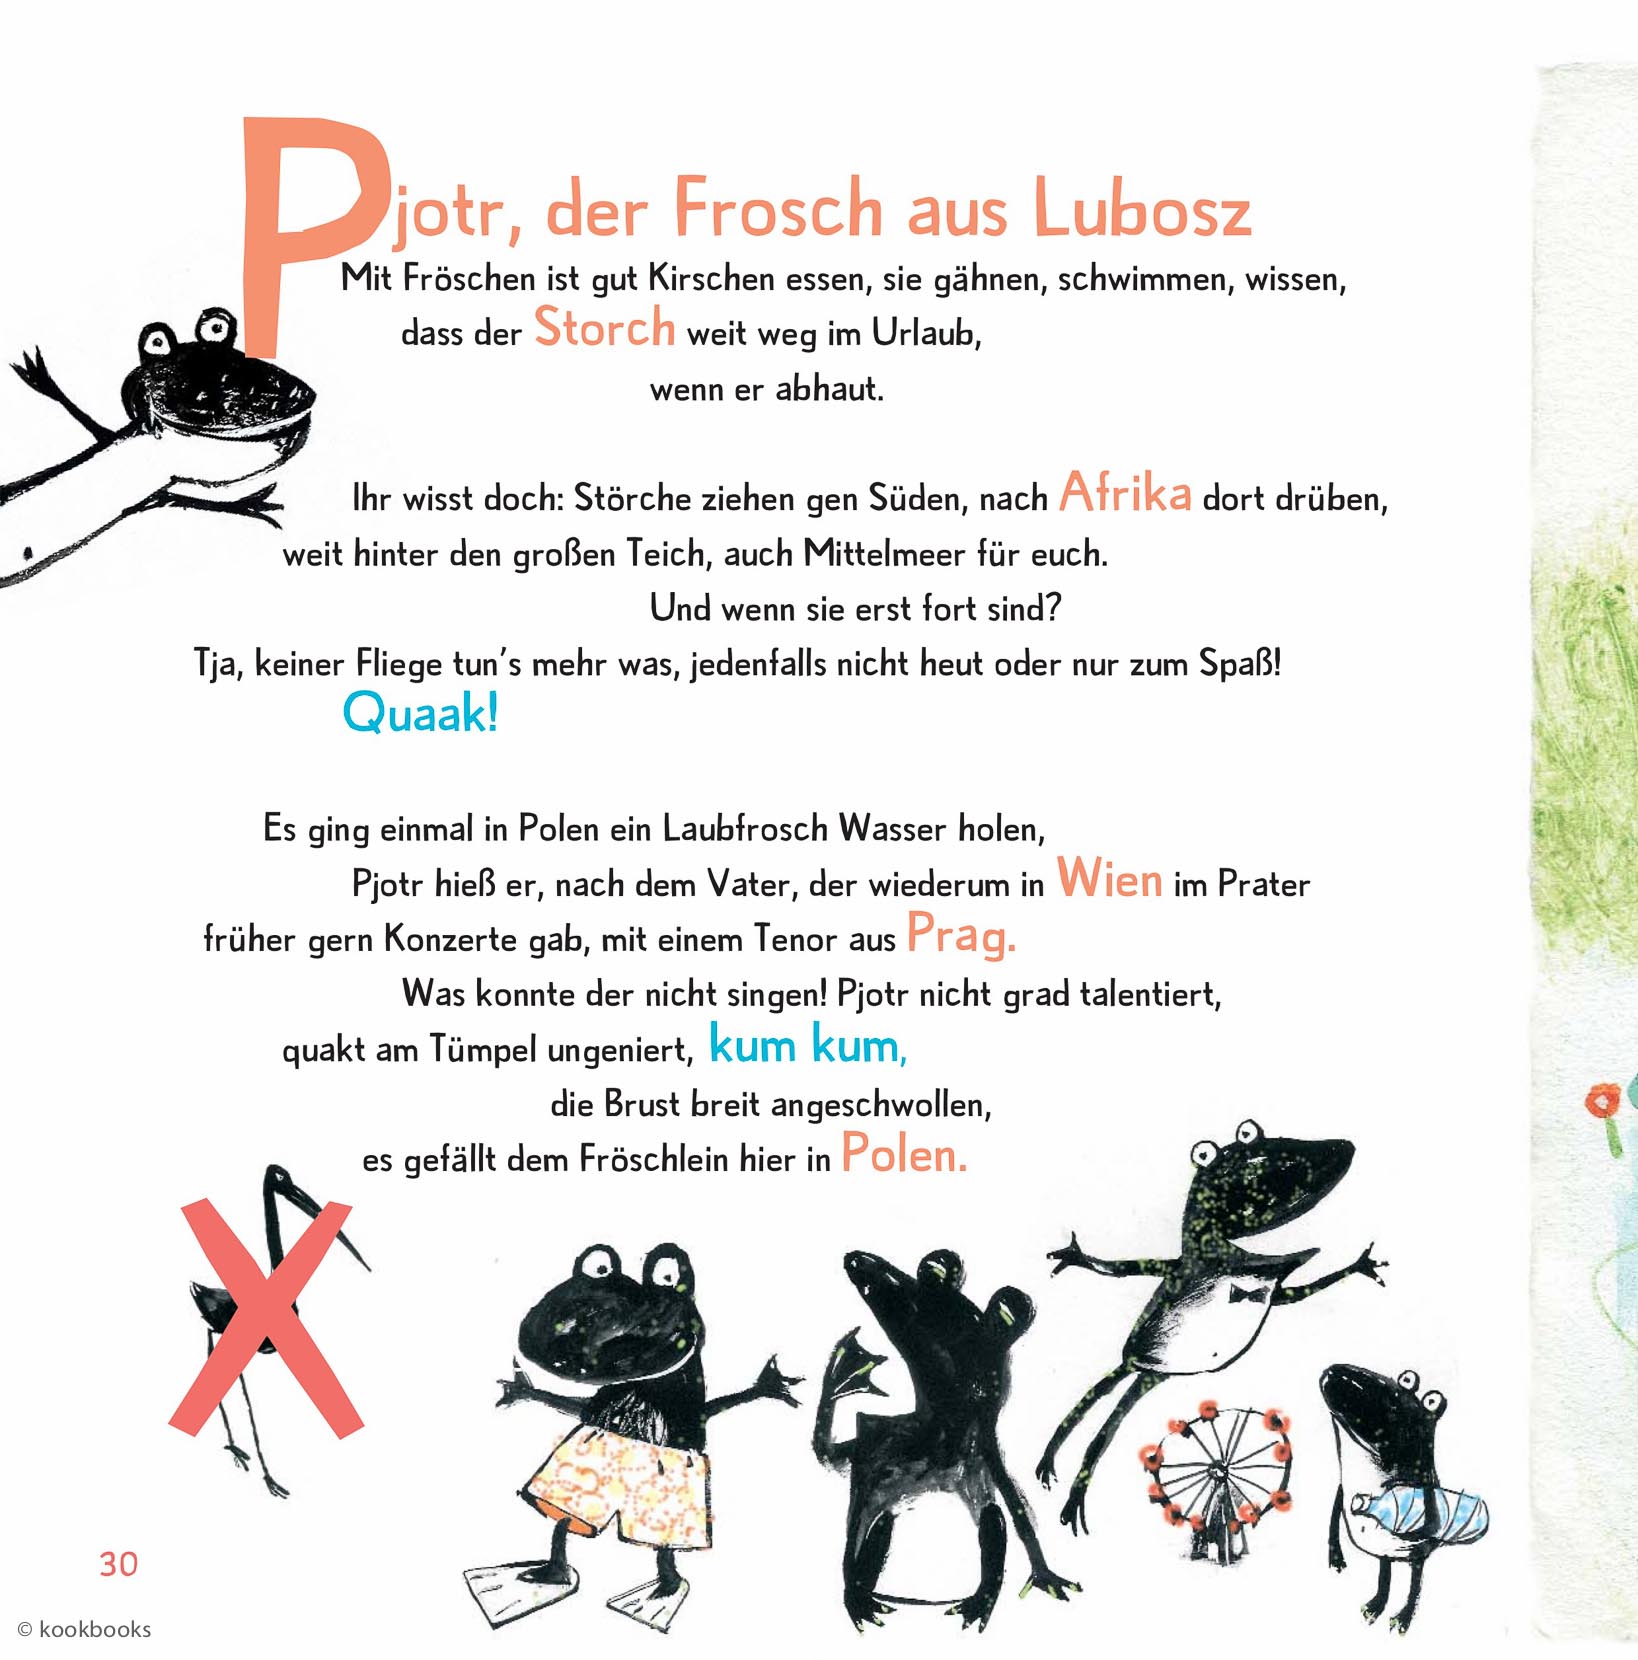 Pjotr, der Frosch aus Lubosz
Mit Fröschen ist gut Kirschen essen, sie gähnen, schwimmen, wissen,
dass der Storch weit weg im Urlaub,
wenn er abhaut.
Ihr wisst doch: Störche ziehen gen Süden, nach Afrika dort drüben,
weit hinter den großen Teich, auch Mittelmeer für euch.
Und wenn sie erst fort sind?
Tja, keiner Fliege tun’s mehr was, jedenfalls nicht heut oder nur zum Spaß!
Quaak!
Es ging einmal in Polen ein Laubfrosch Wasser holen,
Pjotr hieß er, nach dem Vater, der wiederum in Wien im Prater
früher gern Konzerte gab, mit einem Tenor aus Prag.
Was konnte der nicht singen! Pjotr nicht grad talentiert,
quakt am Tümpel ungeniert, kum kum,
die Brust breit angeschwollen,
es gefällt dem Fröschlein hier in Polen.
30
© kookbooks